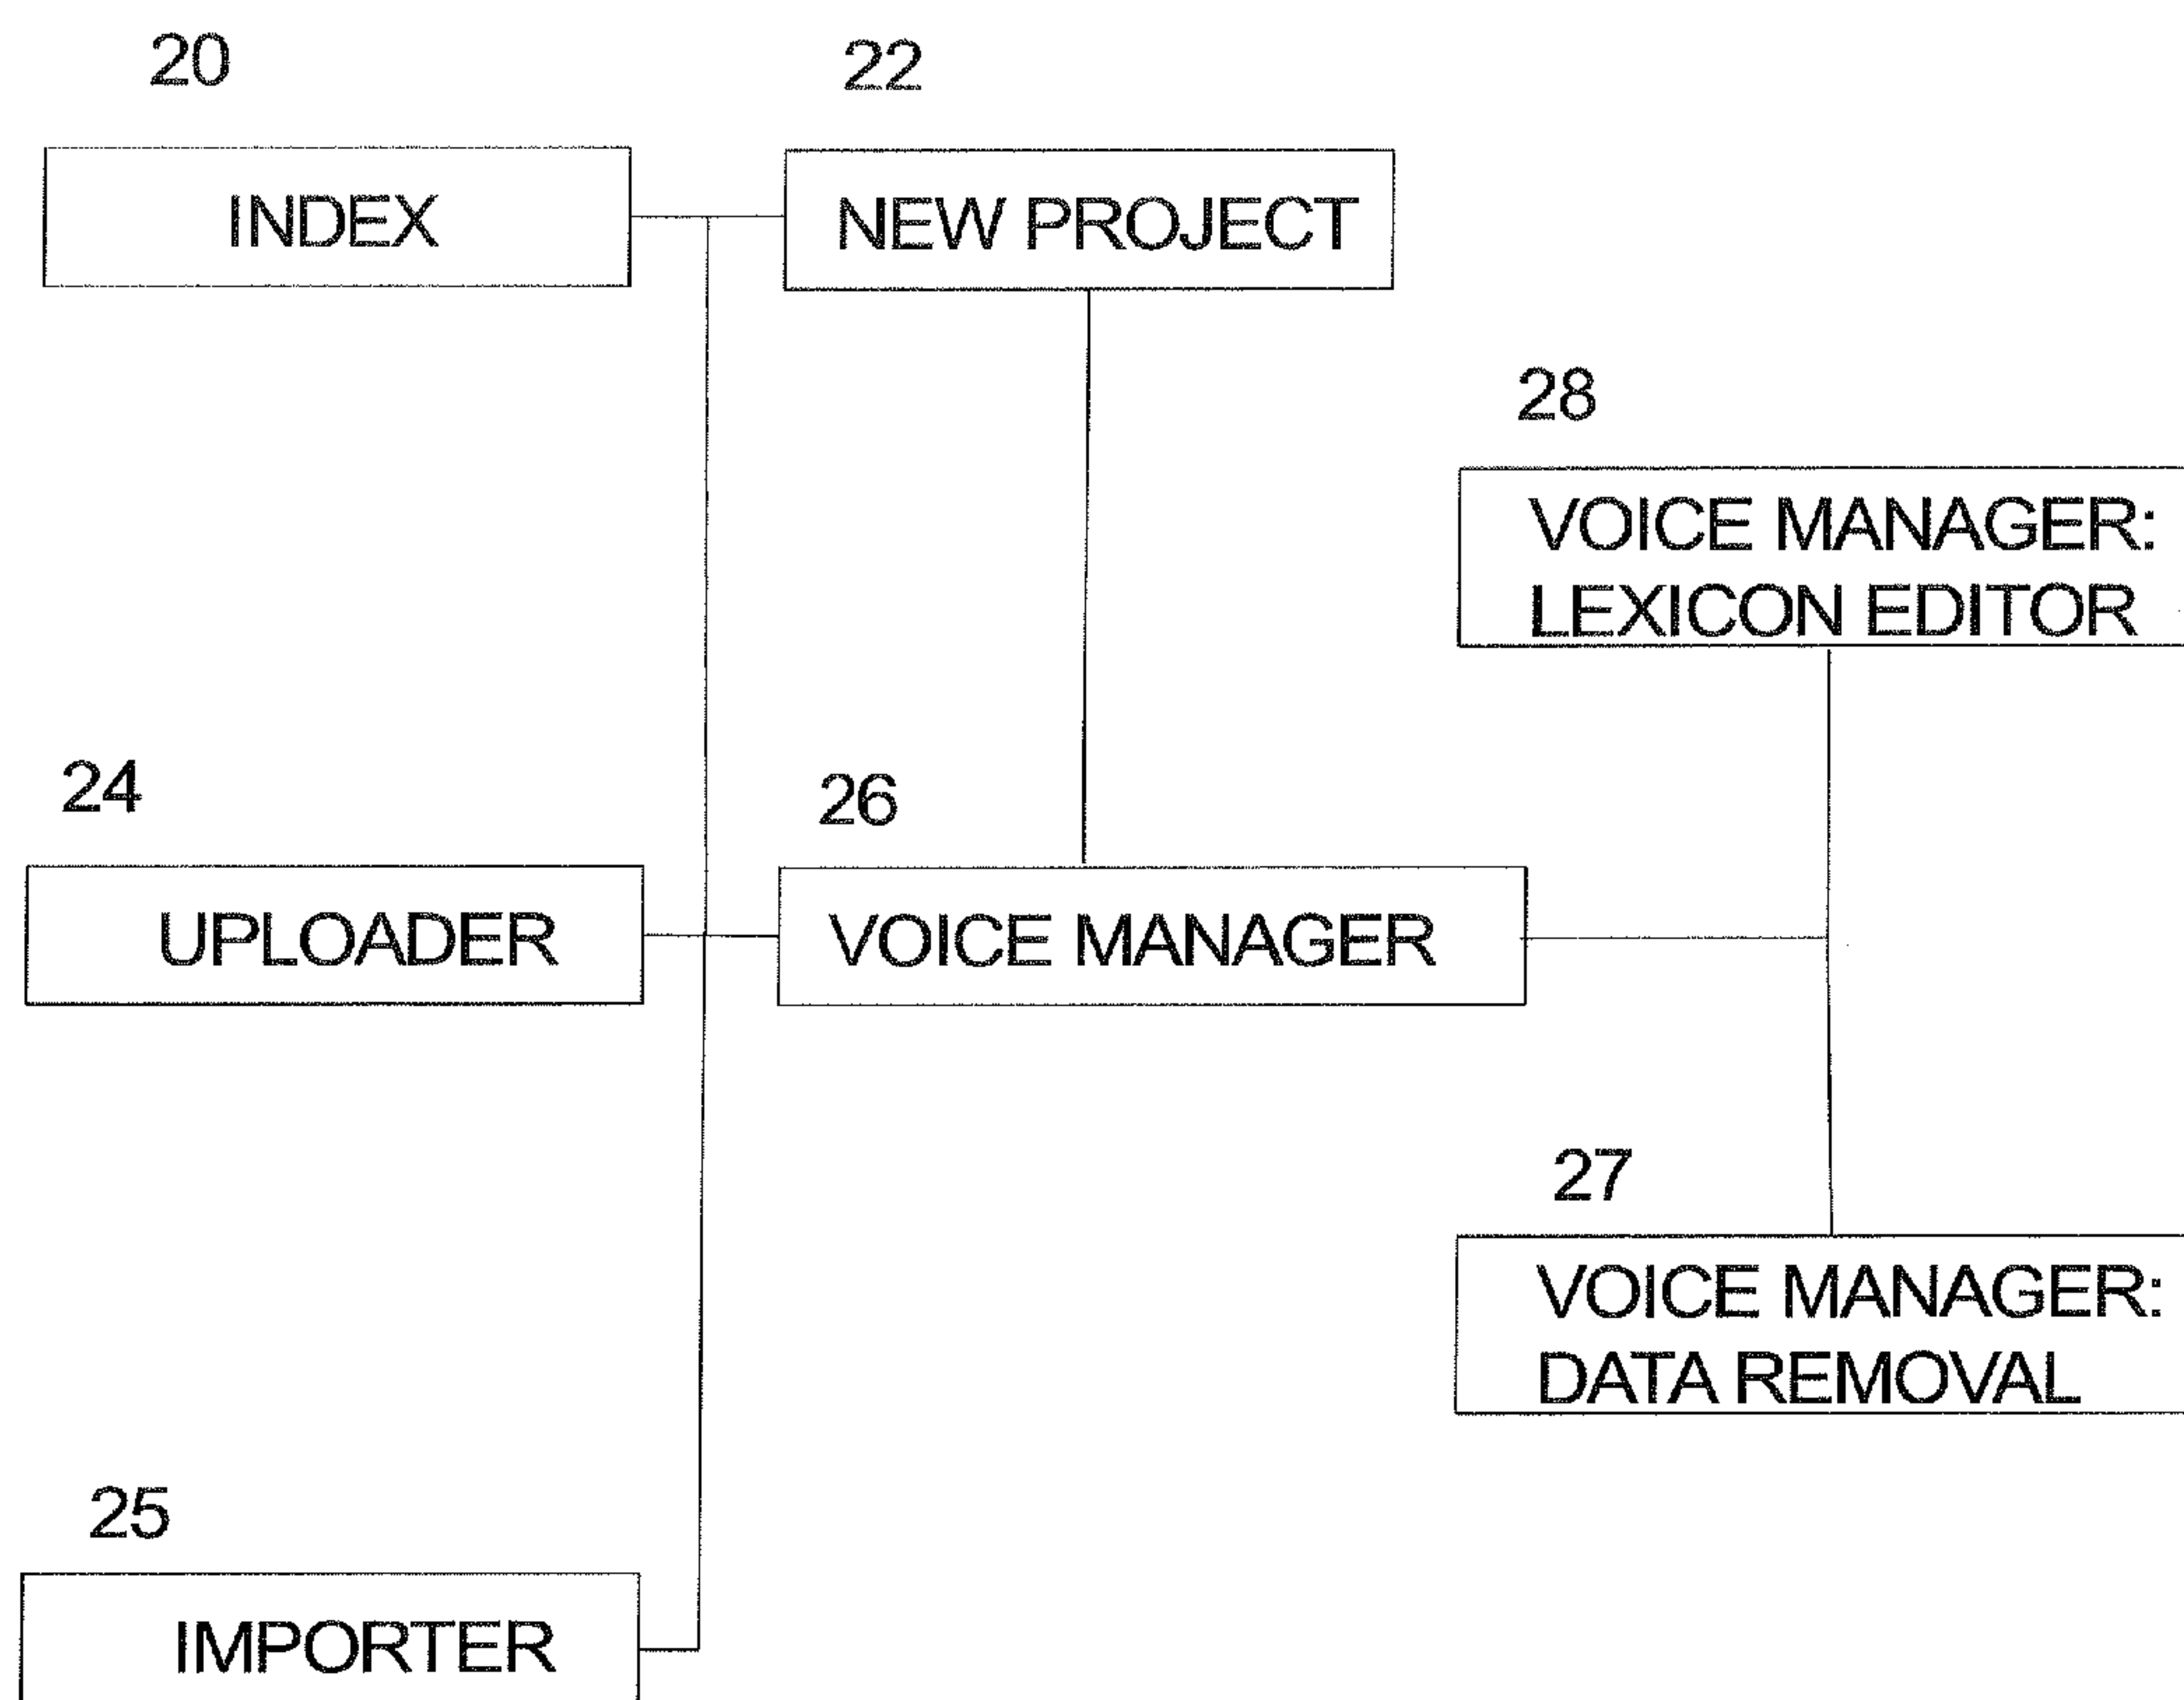 20
22
INDEX
NEW PROJECT
28
VOICE MANAGER:
LEXICON EDITOR
24
26
UPLOADER
VOICE MANAGER
27
VOICE MANAGER:
DATA REMOVAL
25
IMPORTER